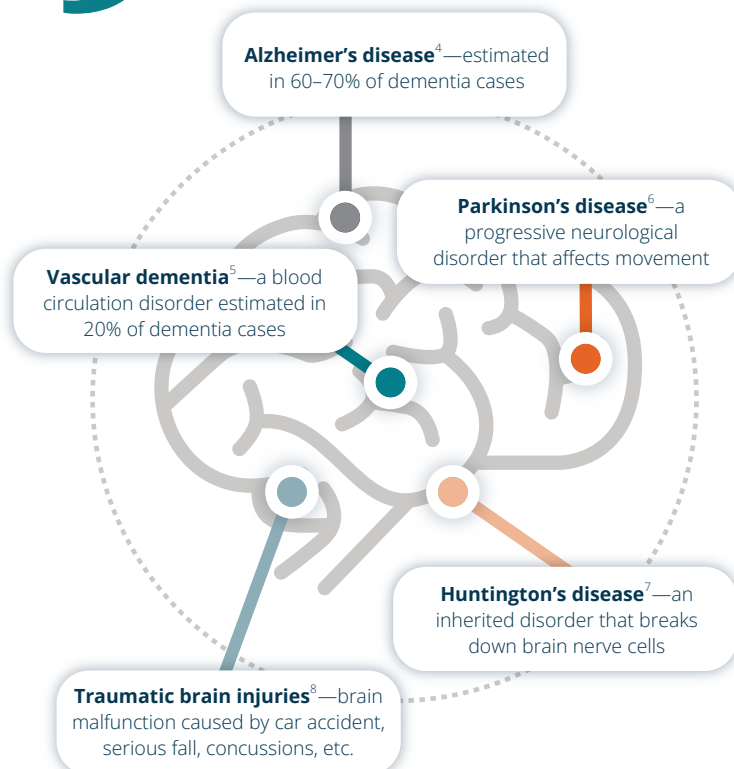 Alzheimer’s disease4—estimated
in 60–70% of dementia cases
Parkinson’s disease6—a
progressive neurological
disorder that affects movement
Vascular dementia5—a blood
circulation disorder estimated in
20% of dementia cases
Huntington’s disease7—an
inherited disorder that breaks
down brain nerve cells
Traumatic brain injuries8—brain
malfunction caused by car accident,
serious fall, concussions, etc.